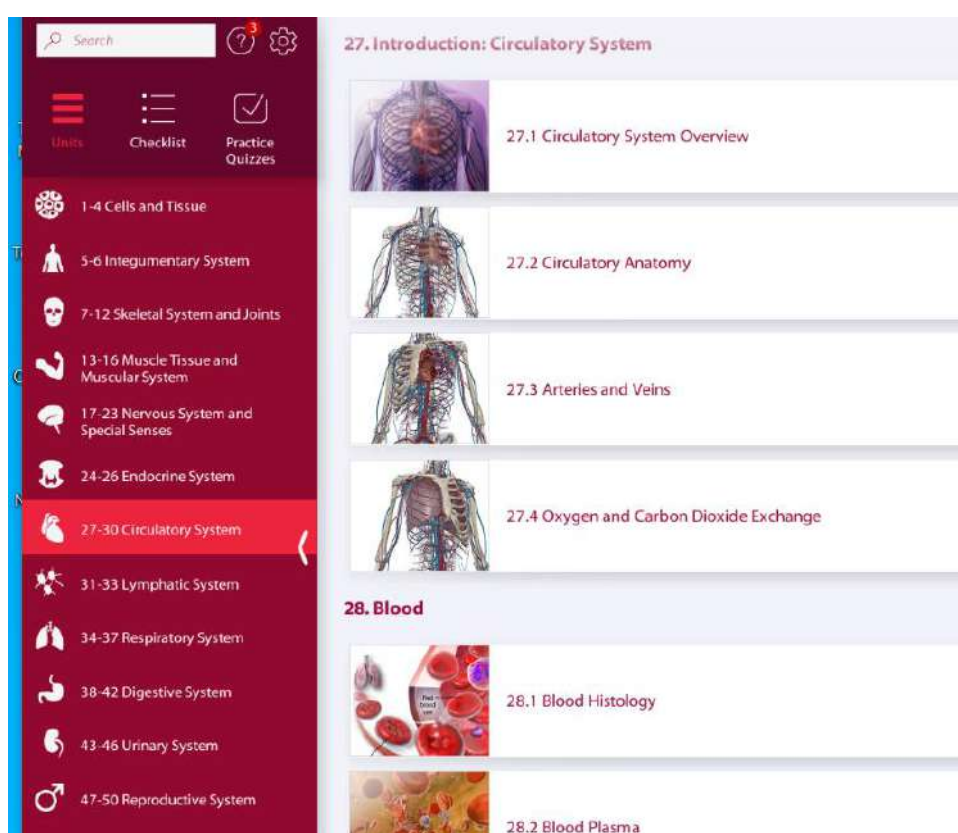 Search
3
Units
Checklist
Practice
Quizzes
1-4 Cells and Tissue
5-6 Integumentary System
7-12 Skeletal System and Joints
13-16 Muscle Tissue and
Muscular System
17-23 Nervous System and
Special Senses
24-26 Endocrine System
27-30 Circulatory System
31-33 Lymphatic System
34-37 Respiratory System
38-42 Digestive System
43-46 Urinary System
47-50 Reproductive System
27. Introduction: Circulatory System
27.1 Circulatory System Overview
27.2 Circulatory Anatomy
27.3 Arteries and Veins
27.4 Oxygen and Carbon Dioxide Exchange
28. Blood
Red
blood
cell
28.1 Blood Histology
28.2 Blood Plasma